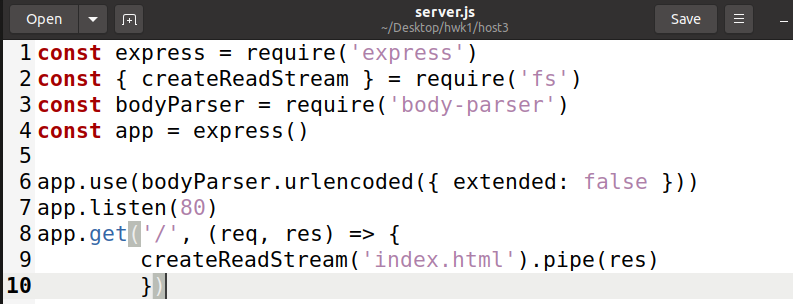 Open
server.js
~/Desktop/hwk1/host3
Save
1 const express = require('express')
2 const { createReadStream } = require('fs')
3 const bodyParser = require('body-parser')
4 const app = express()
5
6 app.use(bodyParser.urlencoded({ extended: false }))
7 app.listen(80)
8 app.get('/', (req, res) => {
9         createReadStream('index.html').pipe(res)
10         })